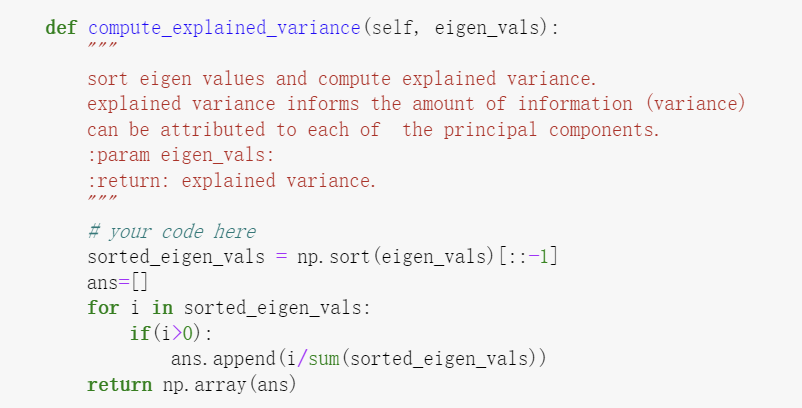 def compute_explained_variance(self, eigen_vals):
    """
    sort eigen values and compute explained variance.
    explained variance informs the amount of information (variance)
    can be attributed to each of  the principal components.
    :param eigen_vals:
    :return: explained variance.
    """
    # your code here
    sorted_eigen_vals = np.sort(eigen_vals)[::-1]
    ans=[]
    for i in sorted_eigen_vals:
        if(i>0):
            ans.append(i/sum(sorted_eigen_vals))
    return np.array(ans)